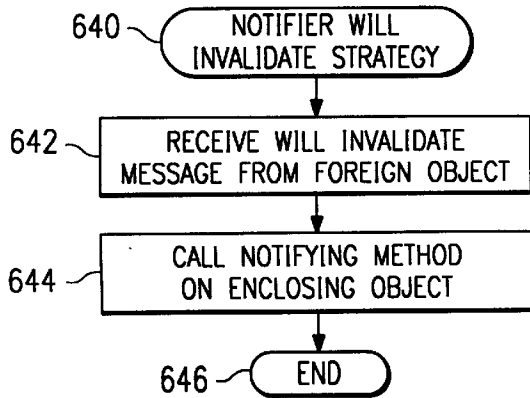 640
NOTIFIER WILL
INVALIDATE STRATEGY
642
RECEIVE WILL INVALIDATE
MESSAGE FROM FOREIGN OBJECT
644
CALL NOTIFYING METHOD
ON ENCLOSING OBJECT
646
END